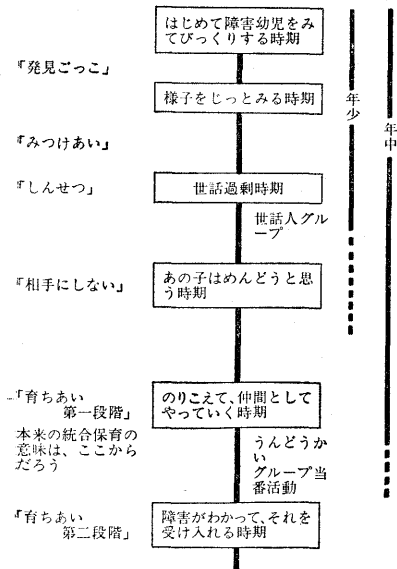 はじめて障害幼児をみ
てびっくりする時期
『発見ごっこ』
様子をじっとみる時期
年少
年中
『みつけあい』
『しんせつ』
世話過剰時期
世話人グル
ープ
『相手にしない』
あの子はめんどうと思
う時期
『育ちあい
第一段階』
のりこえて、仲間として
やっていく時期
本来の統合保育の
意味は、ここから
だろう
うんどうか
い
グループ当
番活動
『育ちあい
第二段階』
障害がわかって、それを
受け入れる時期